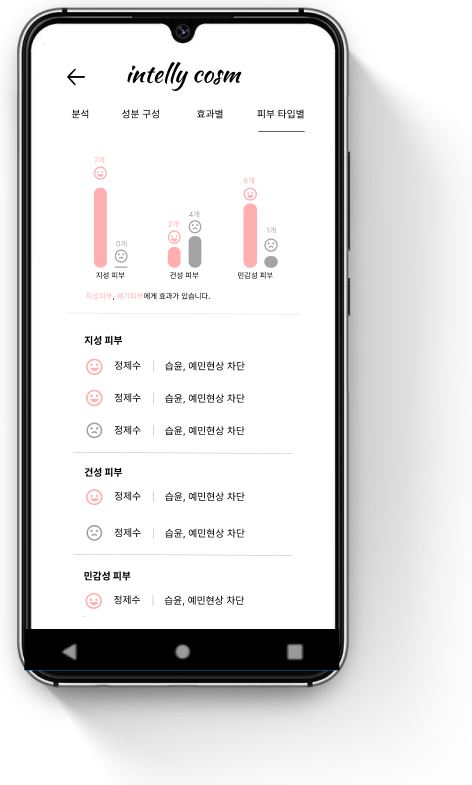 intelly cosm
분석 성분 구성 효과별 피부 타입별
7개 0개 2개 4개 6개 1개
지성 피부 건성 피부 민감성 피부
지성피부, 애기피부에게 효과가 있습니다.
지성 피부
정제수 습윤, 예민현상 차단
정제수 습윤, 예민현상 차단
정제수 습윤, 예민현상 차단
건성 피부
정제수 습윤, 예민현상 차단
정제수 습윤, 예민현상 차단
민감성 피부
정제수 습윤, 예민현상 차단